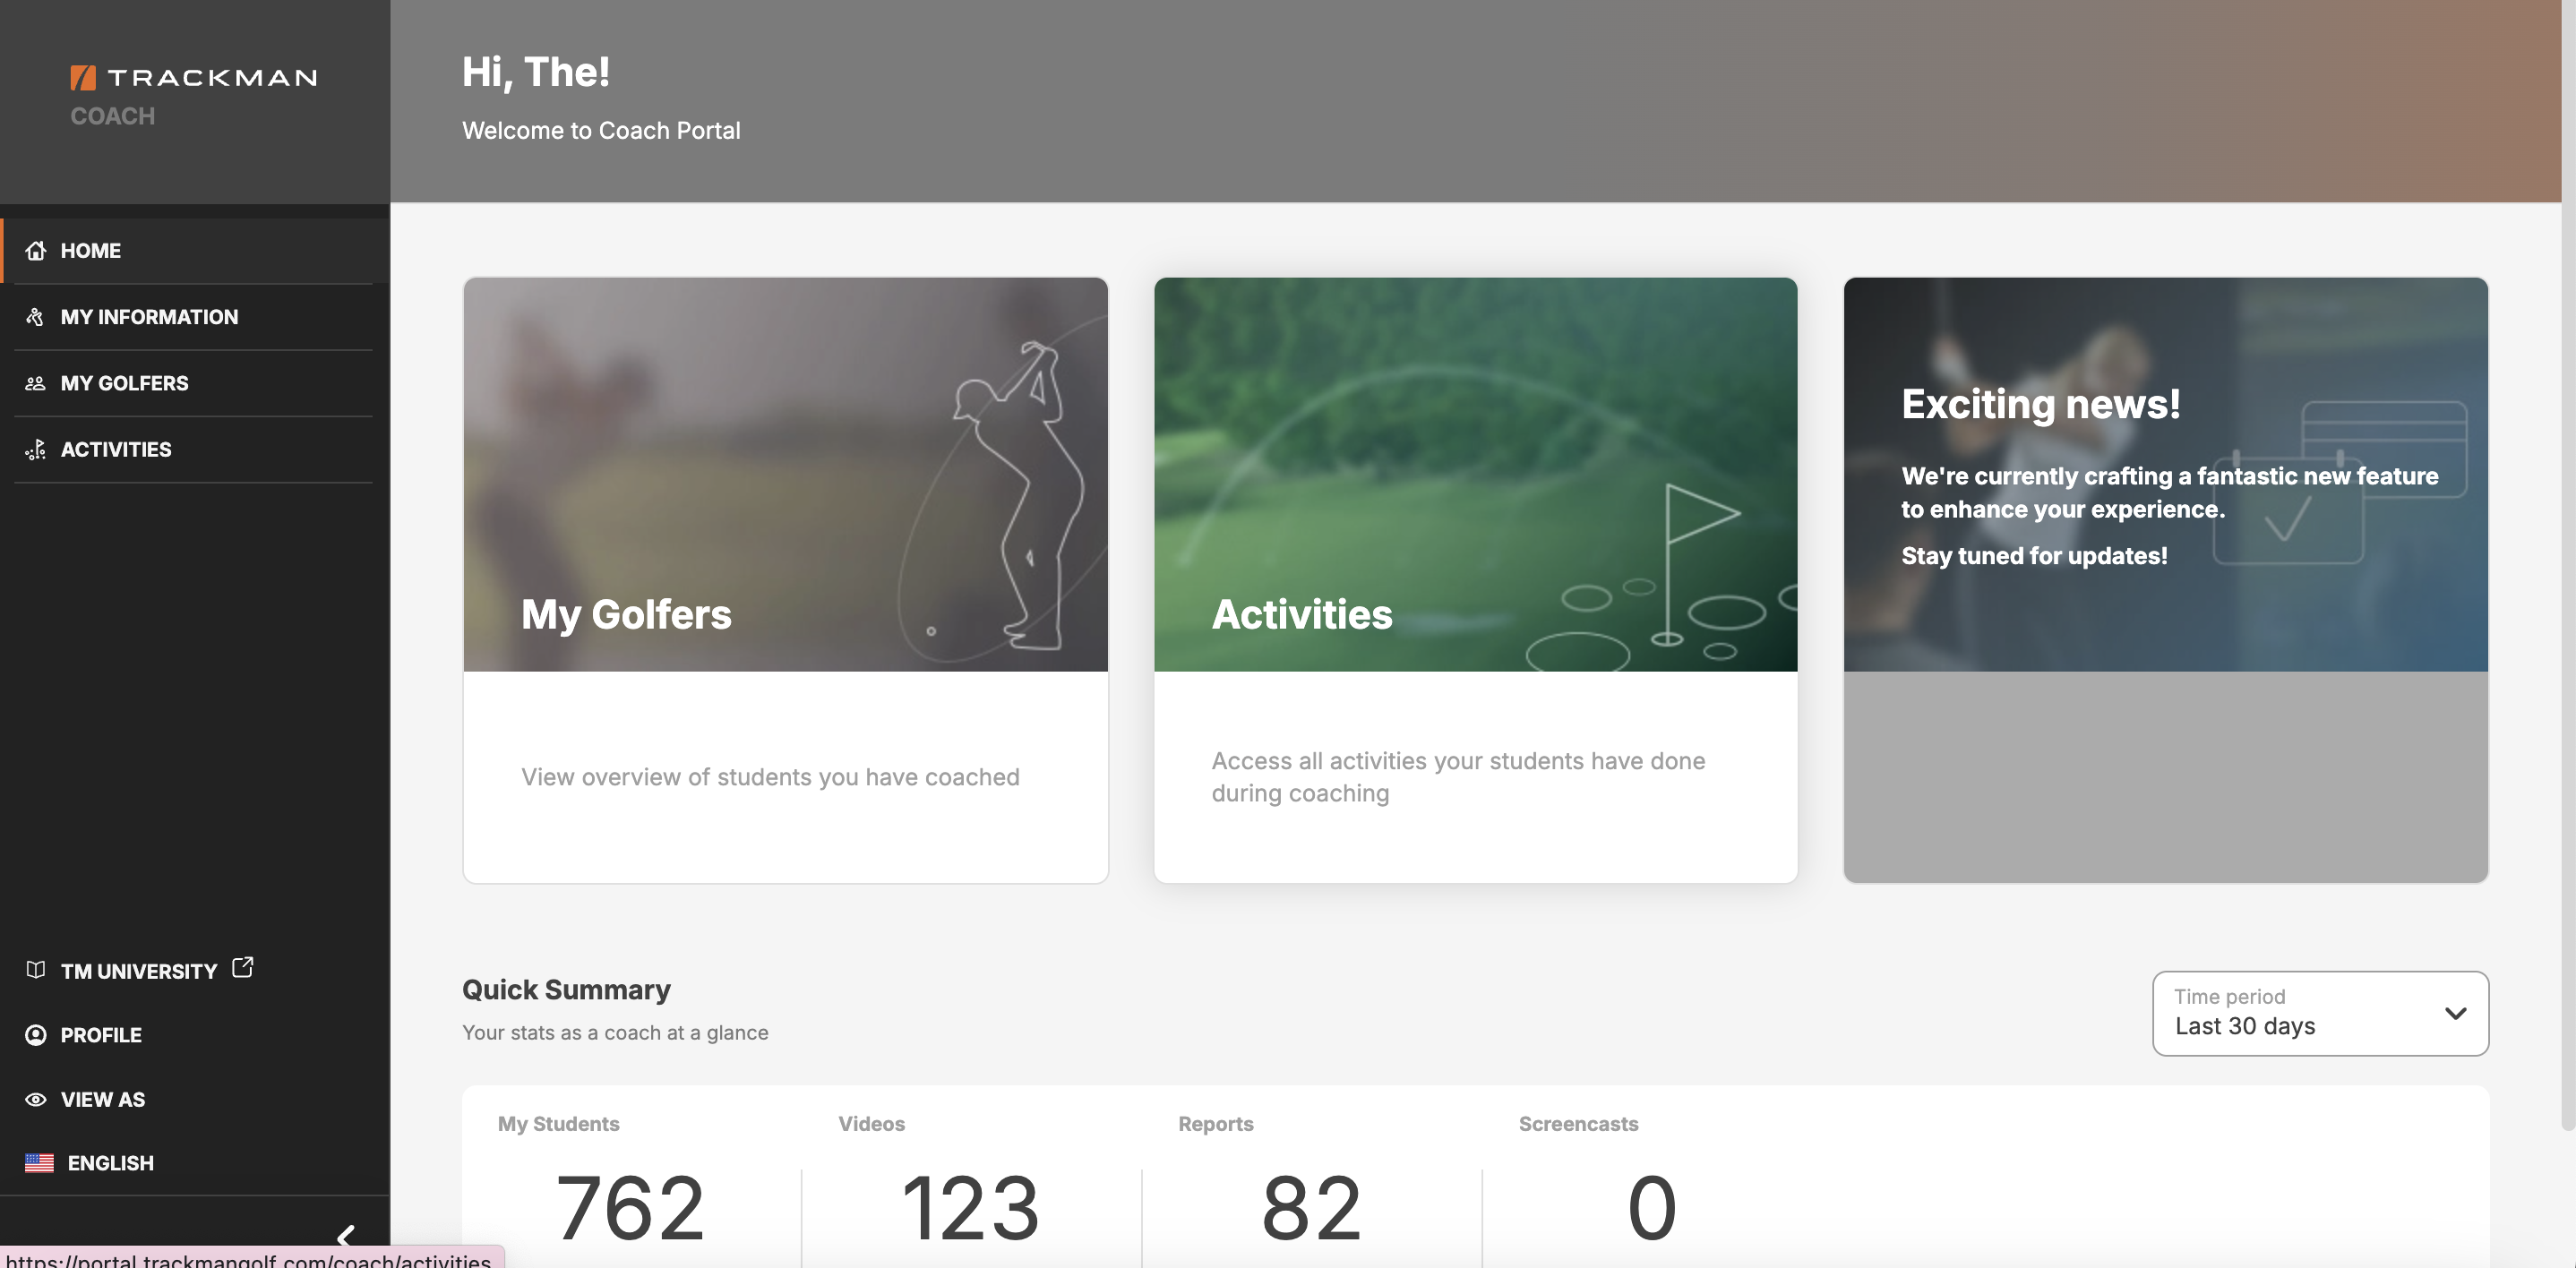 TRACKMAN
COACH
HOME
MY INFORMATION
MY GOLFERS
ACTIVITIES
TM UNIVERSITY
PROFILE
VIEW AS
ENGLISH
https://portal.trackmangolf.com/coach/activities
Hi, The!
Welcome to Coach Portal
My Golfers
View overview of students you have coached
Activities
Access all activities your students have done
during coaching
Exciting news!
We're currently crafting a fantastic new feature
to enhance your experience.
Stay tuned for updates!
Quick Summary
Your stats as a coach at a glance
Time period
Last 30 days
My Students
Videos
Reports
Screencasts
762
123
82
0